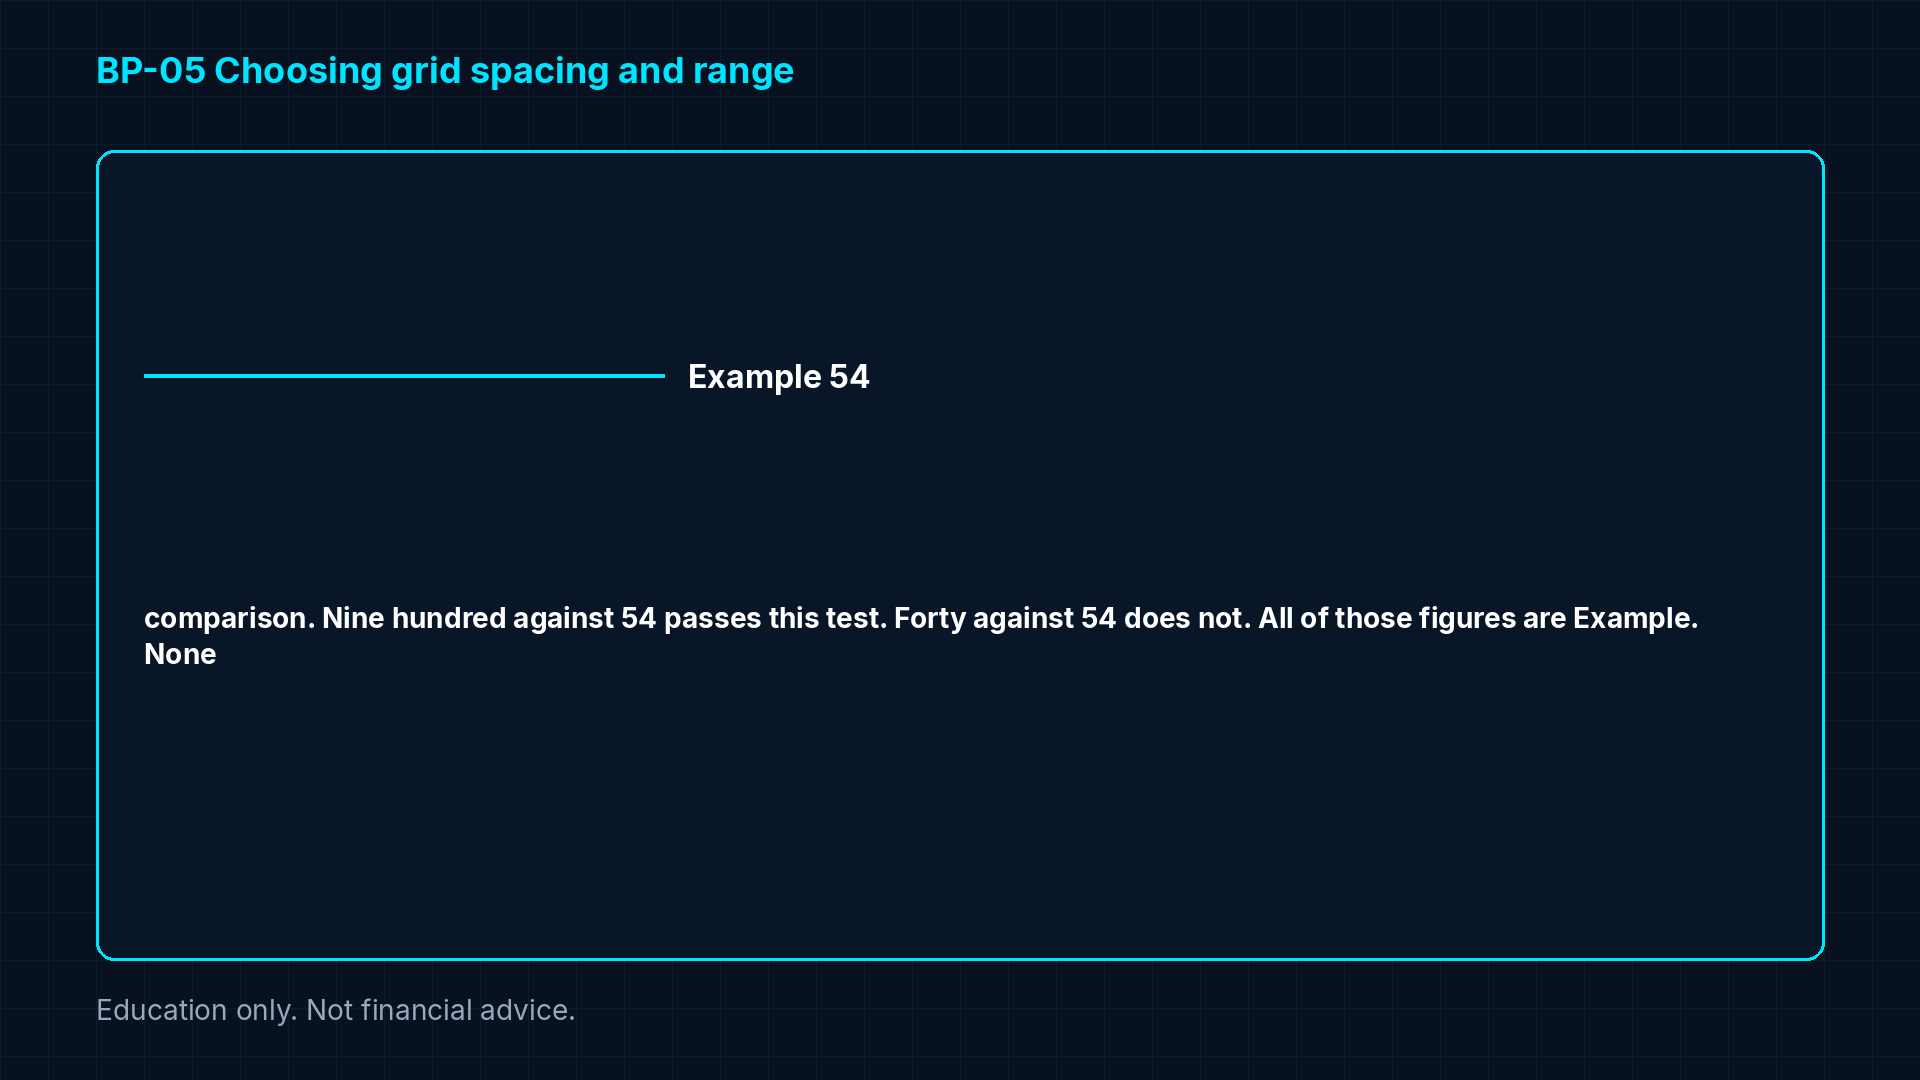 BP-05 Choosing grid spacing and range
Example 54
comparison. Nine hundred against 54 passes this test. Forty against 54 does not. All of those figures are Example.
None
Education only. Not financial advice.